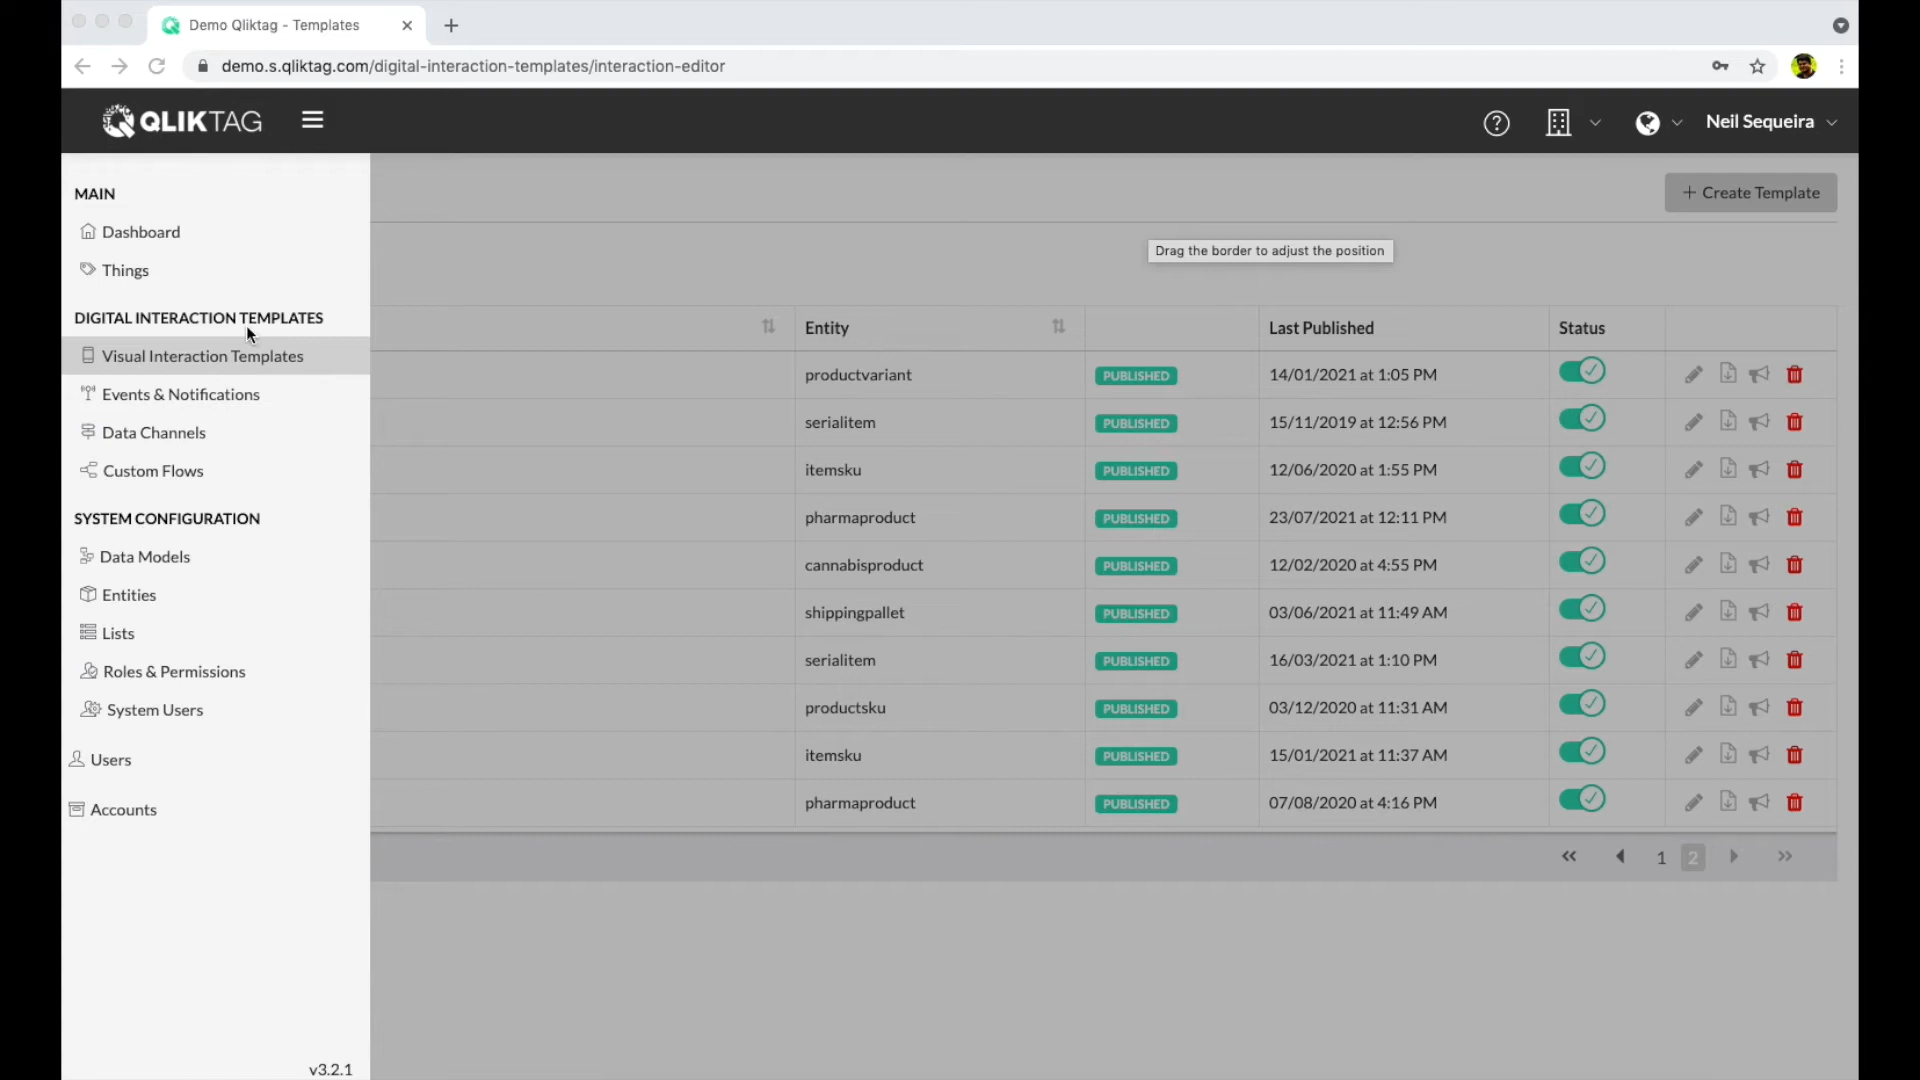 Demo Qliktag - Templates
demo.s.qliktag.com/digital-interaction-templates/interaction-editor
QLIKTAG
Neil Sequeira
MAIN
Dashboard
Things
DIGITAL INTERACTION TEMPLATES
Visual Interaction Templates
Events & Notifications
Data Channels
Custom Flows
SYSTEM CONFIGURATION
Data Models
Entities
Lists
Roles & Permissions
System Users
Users
Accounts
v3.2.1
+ Create Template
Drag the border to adjust the position
Entity Last Published Status
productvariant PUBLISHED 14/01/2021 at 1:05 PM
serialitem PUBLISHED 15/11/2019 at 12:56 PM
itemsku PUBLISHED 12/06/2020 at 1:55 PM
pharmaproduct PUBLISHED 23/07/2021 at 12:11 PM
cannabisproduct PUBLISHED 12/02/2020 at 4:55 PM
shippingpallet PUBLISHED 03/06/2021 at 11:49 AM
serialitem PUBLISHED 16/03/2021 at 1:10 PM
productsku PUBLISHED 03/12/2020 at 11:31 AM
itemsku PUBLISHED 15/01/2021 at 11:37 AM
pharmaproduct PUBLISHED 07/08/2020 at 4:16 PM
1 2